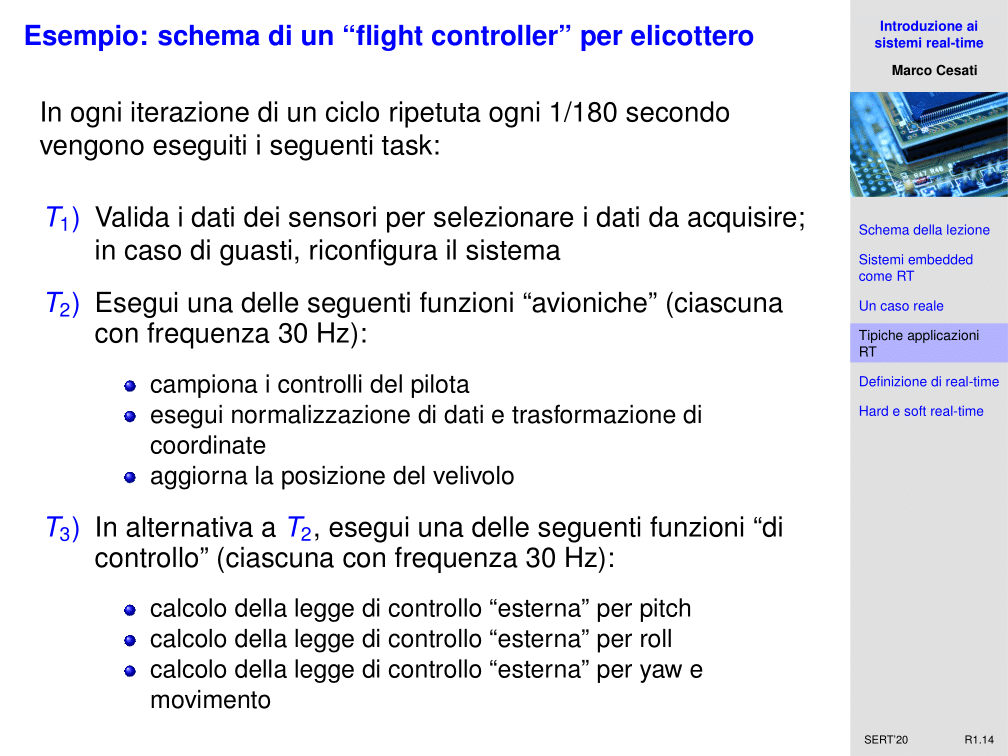 Esempio: schema di un “flight controller” per elicottero
In ogni iterazione di un ciclo ripetuta ogni 1/180 secondo
vengono eseguiti i seguenti task:
T1) Valida i dati dei sensori per selezionare i dati da acquisire;
in caso di guasti, riconfigura il sistema
T2) Esegui una delle seguenti funzioni “avioniche” (ciascuna
con frequenza 30 Hz):
campiona i controlli del pilota
esegui normalizzazione di dati e trasformazione di
coordinate
aggiorna la posizione del velivolo
T3) In alternativa a T2, esegui una delle seguenti funzioni “di
controllo” (ciascuna con frequenza 30 Hz):
calcolo della legge di controllo “esterna” per pitch
calcolo della legge di controllo “esterna” per roll
calcolo della legge di controllo “esterna” per yaw e
movimento
Introduzione ai
sistemi real-time
Marco Cesati
R47 R46
Schema della lezione
Sistemi embedded
come RT
Un caso reale
Tipiche applicazioni
RT
Definizione di real-time
Hard e soft real-time
SERT’20 R1.14